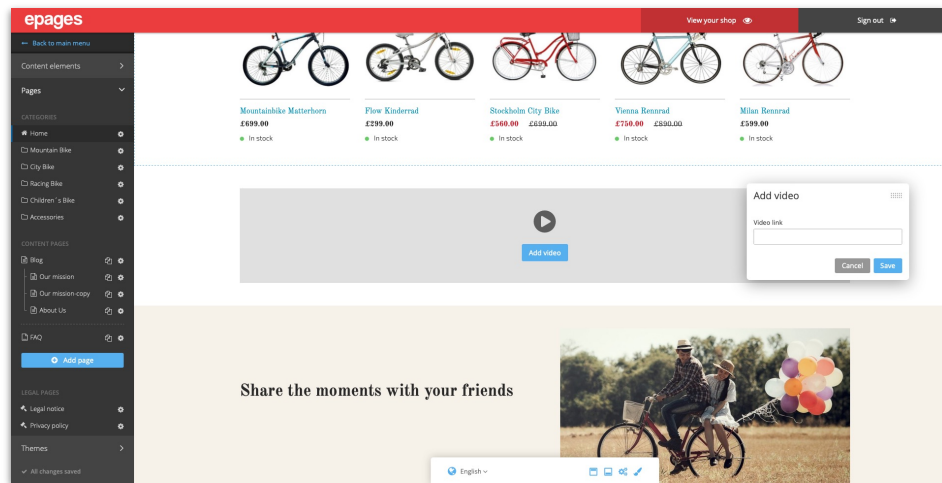 epages
View your shop
Sign out
← Back to main menu
Content elements
Pages
CATEGORIES
Home
Mountain Bike
City Bike
Racing Bike
Children´s Bike
Accessories
CONTENT PAGES
Blog
Our mission
Our mission copy
About Us
FAQ
Add page
LEGAL PAGES
Legal notice
Privacy policy
Themes
All changes saved
Mountainbike Matterhorn
£699.00
In stock
Flow Kinderrad
£299.00
In stock
Stockholm City Bike
£560.00 £699.00
In stock
Vienna Rennrad
£750.00 £890.00
In stock
Milan Rennrad
£599.00
In stock
Add video
Add video
Video link
Cancel Save
Share the moments with your friends
English